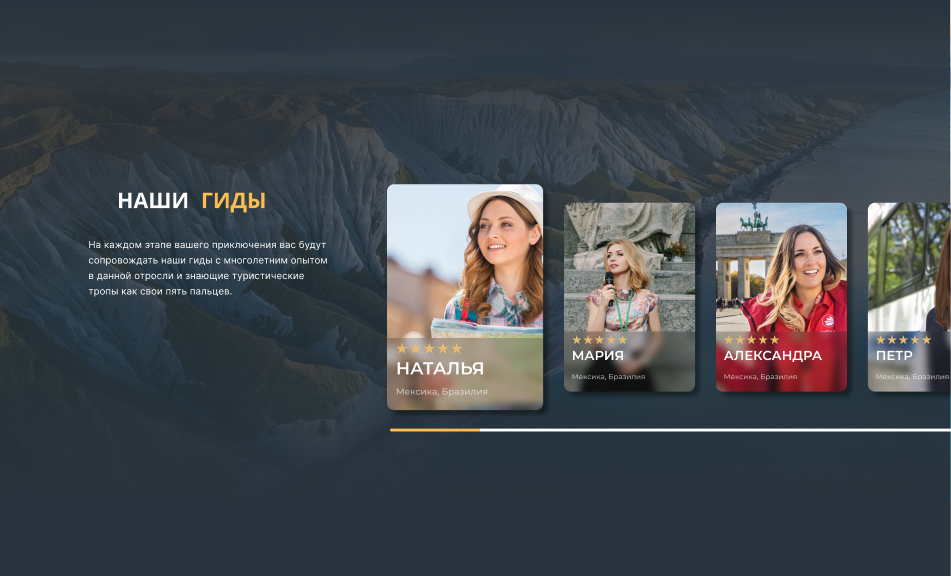 НАШИ ГИДЫ
На каждом этапе вашего приключения вас будут
сопровождать наши гиды с многолетним опытом
в данной отросли и знающие туристические
тропы как свои пять пальцев.
НАТАЛЬЯ
Мексика, Бразилия
МАРИЯ
Мексика, Бразилия
АЛЕКСАНДРА
Мексика, Бразилия
ПЕТР
Мексика, Бразилия